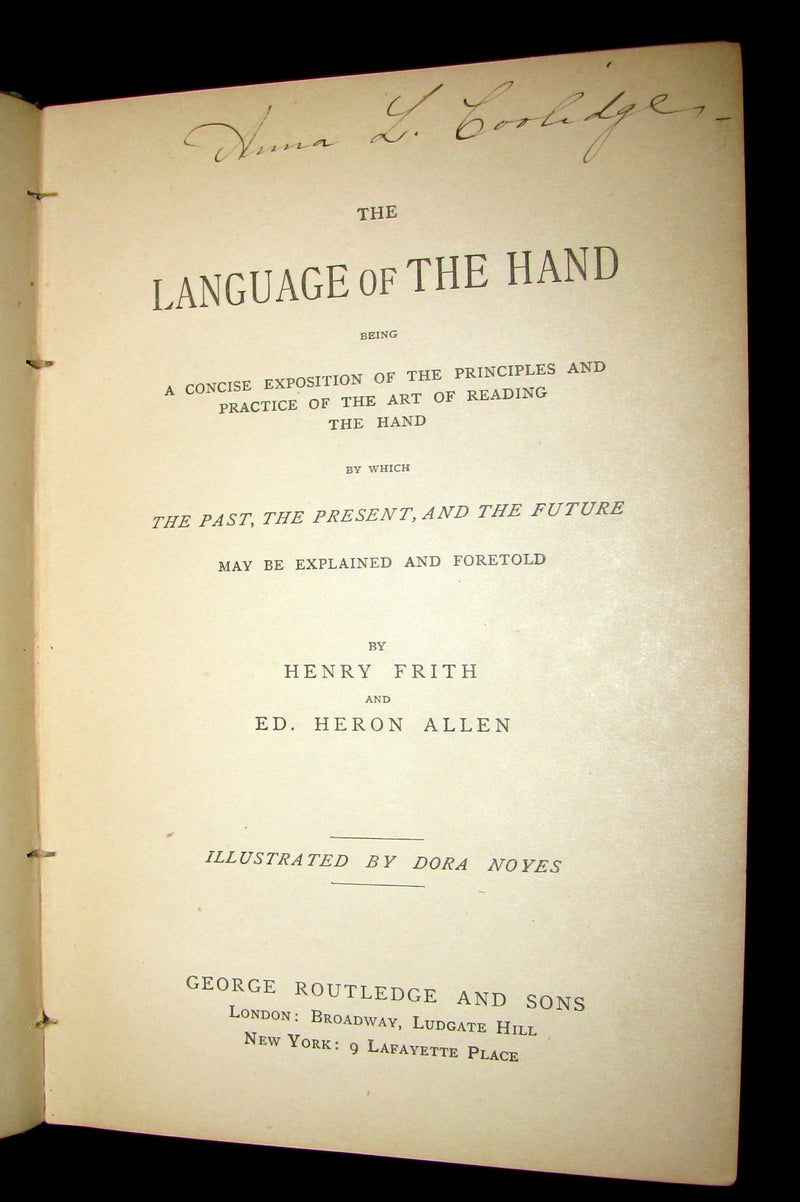 Anna L. Coolidge
THE
LANGUAGE OF THE HAND
BEING
A CONCISE EXPOSITION OF THE PRINCIPLES AND
PRACTICE OF THE ART OF READING
THE HAND
BY WHICH
THE PAST, THE PRESENT, AND THE FUTURE
MAY BE EXPLAINED AND FORETOLD
BY
HENRY FRITH
AND
ED. HERON ALLEN
ILLUSTRATED BY DORA NOYES
GEORGE ROUTLEDGE AND SONS
LONDON: BROADWAY, LUDGATE HILL
NEW YORK: 9 LAFAYETTE PLACE